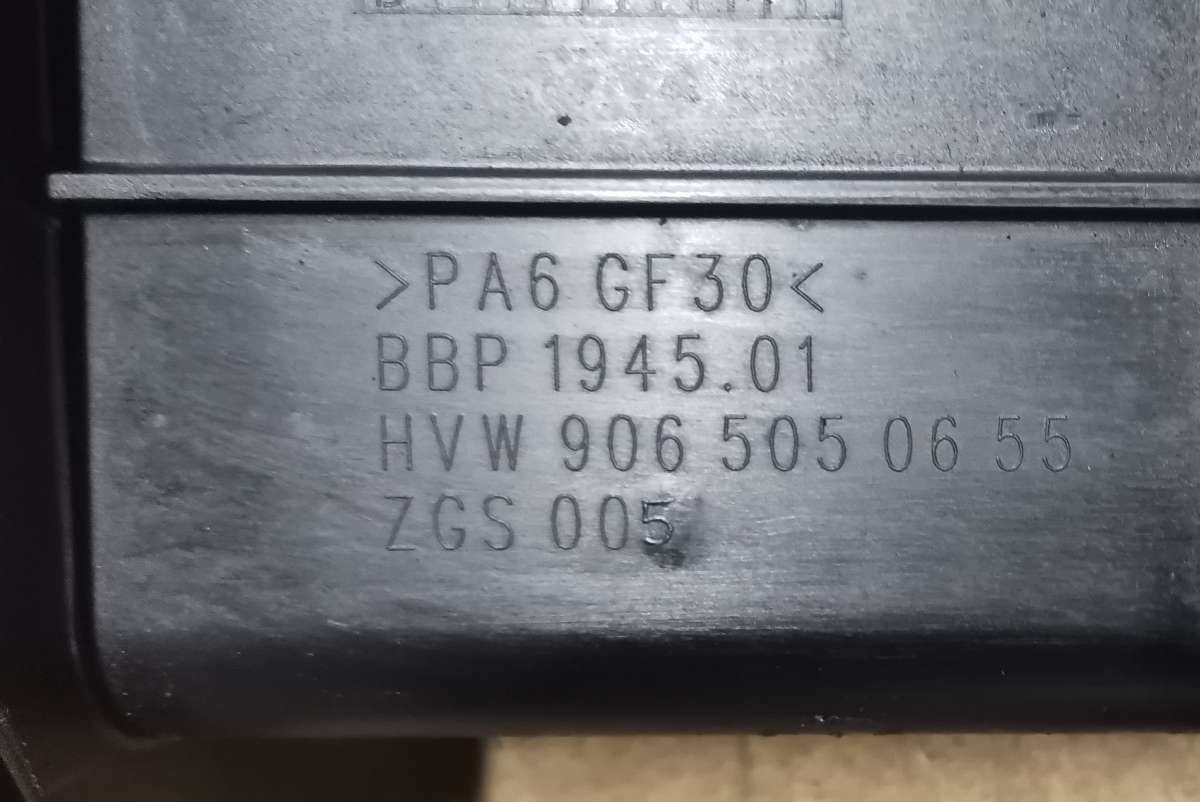 >PA6 GF30<
BBP 1945.01
HVW 906 505 06 55
ZGS 005